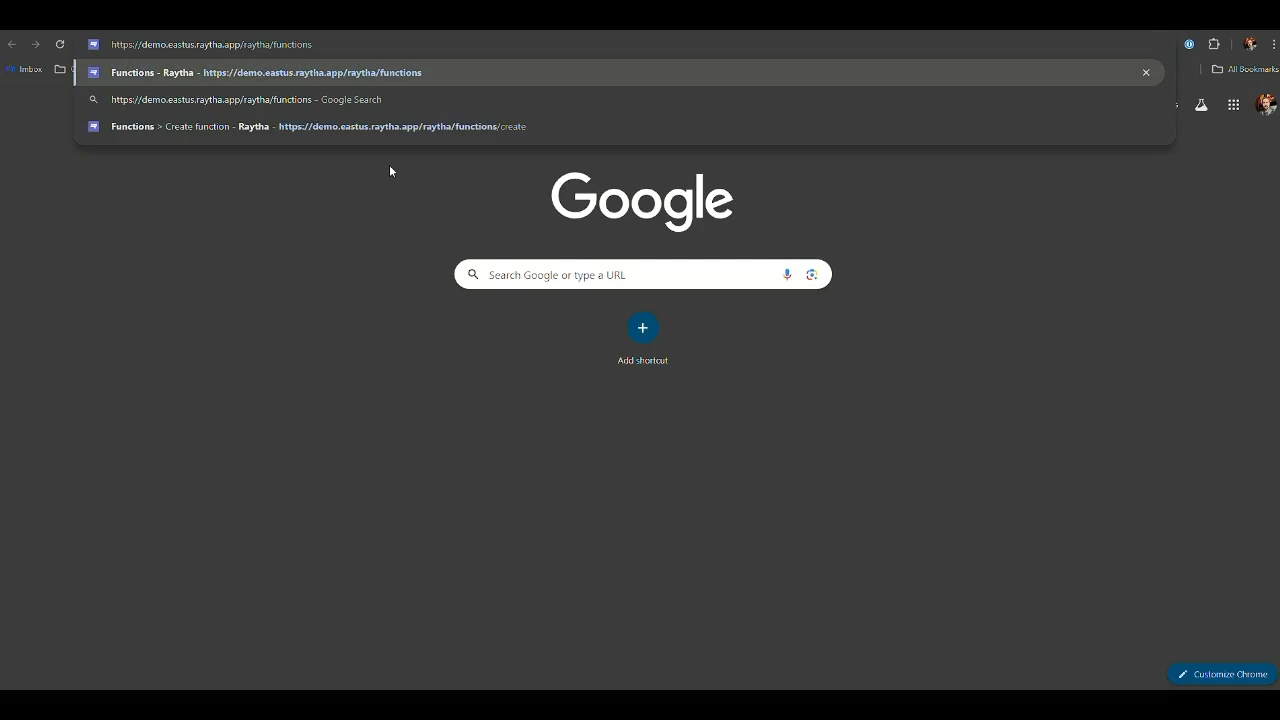 https://demo.eastus.raytha.app/raytha/functions
Functions - Raytha - https://demo.eastus.raytha.app/raytha/functions
https://demo.eastus.raytha.app/raytha/functions - Google Search
Functions > Create function - Raytha - https://demo.eastus.raytha.app/raytha/functions/create
Inbox
All Bookmarks
Google
Search Google or type a URL
Add shortcut
Customize Chrome